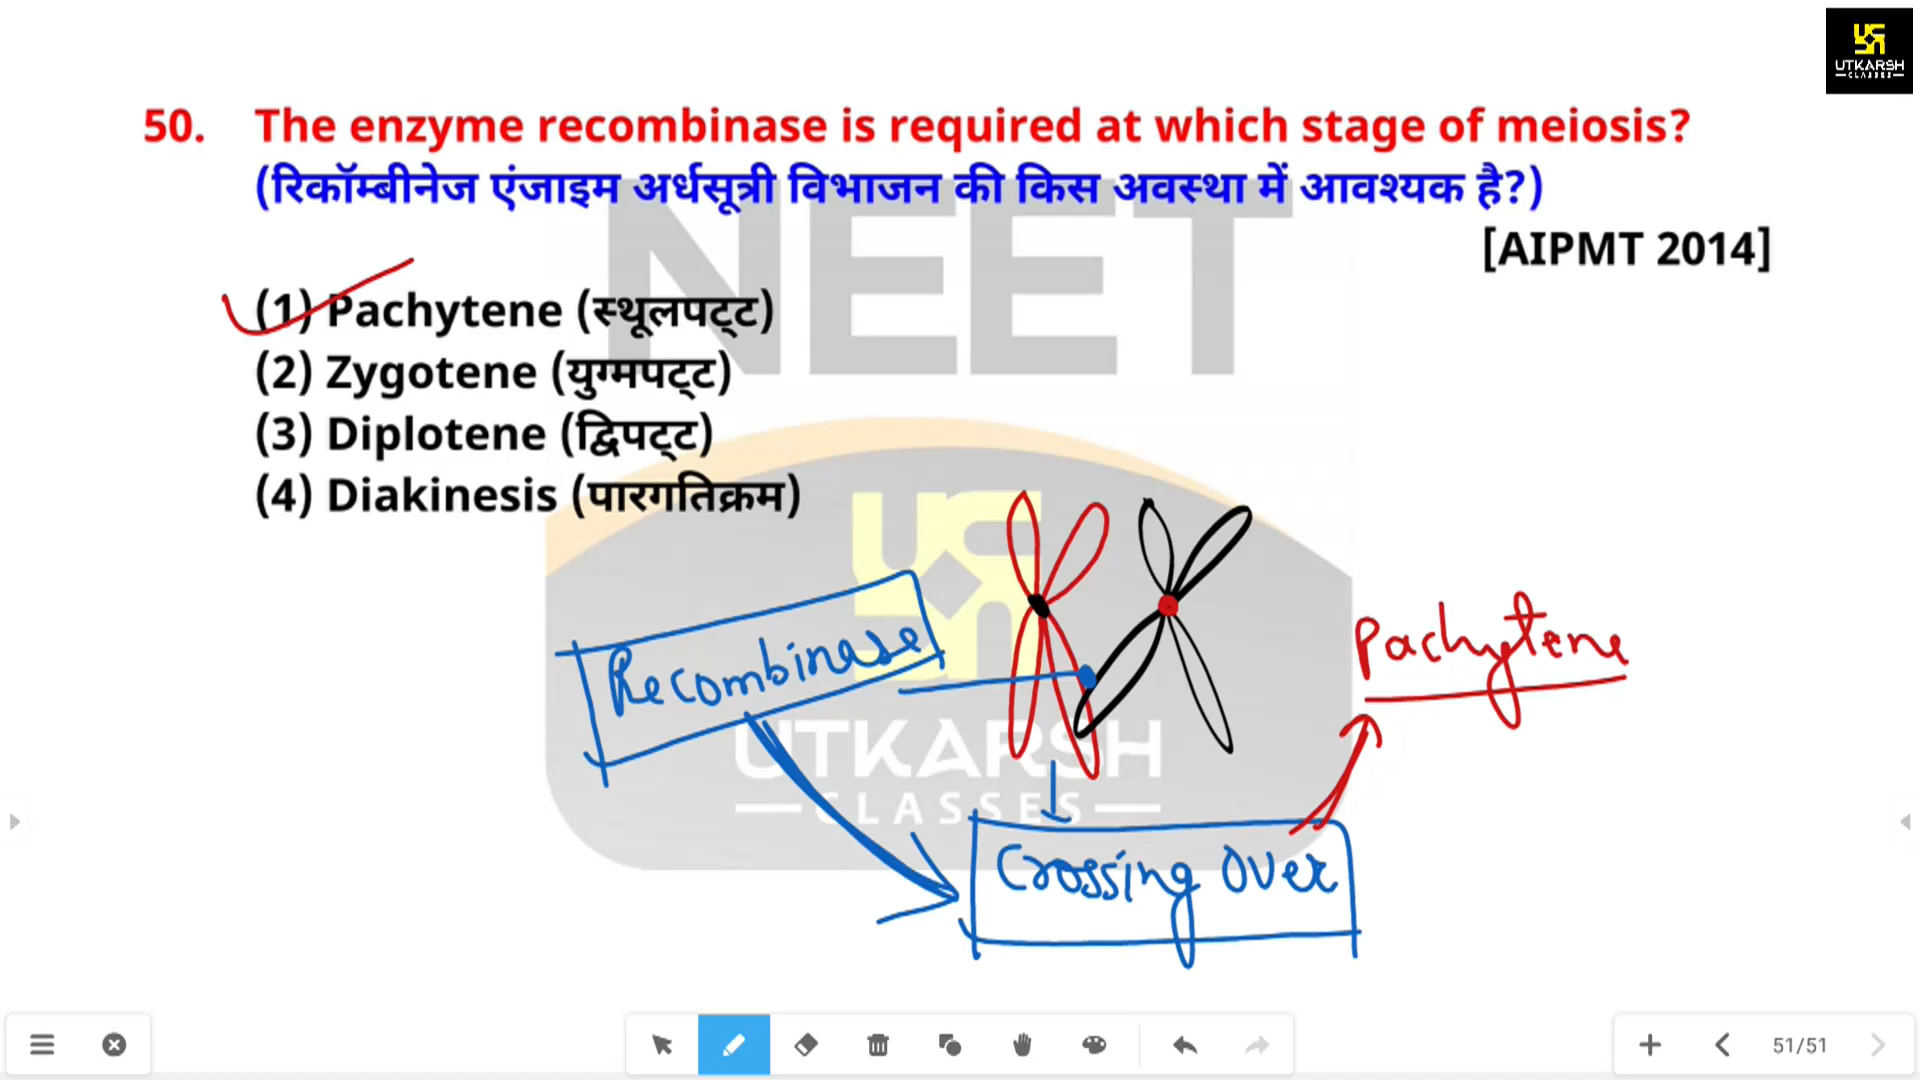 UTKARSH
CLASSES
50. The enzyme recombinase is required at which stage of meiosis?
(रिकॉम्बीनेज एंजाइम अर्धसूत्री विभाजन की किस अवस्था में आवश्यक है?)
[AIPMT 2014]
(1) Pachytene (स्थूलपट्ट)
(2) Zygotene (युग्मपट्ट)
(3) Diplotene (द्विपट्ट)
(4) Diakinesis (पारगतिक्रम)
NEET
Recombinase
Pachytene
UTKARSH
CLASSES
Crossing Over
51/51